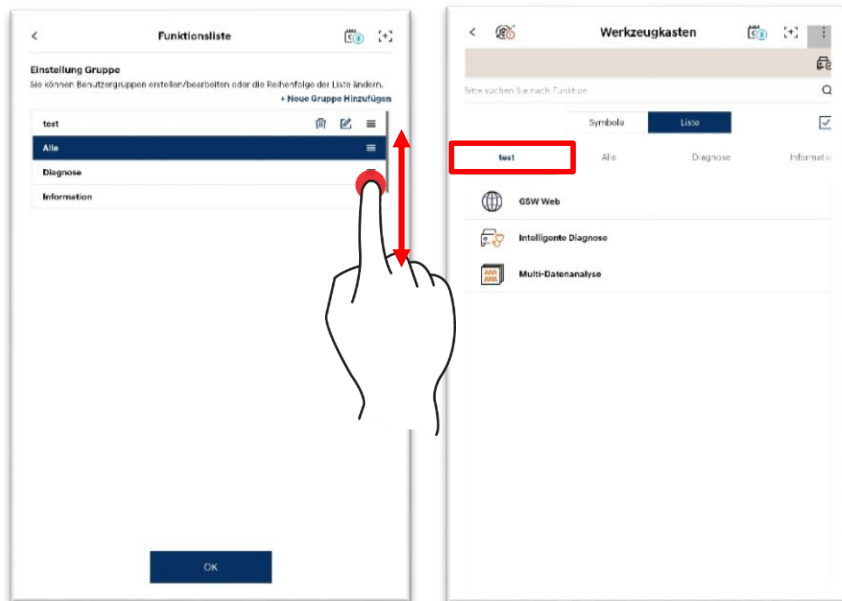 Funktionsliste
Einstellung Gruppe
Sie können Benutzergruppen erstellen/bearbeiten oder die Reihenfolge der Liste ändern.
+ Neue Gruppe Hinzufügen
test
Alle
Diagnose
Information
OK
Werkzeugkasten
Bitte suchen Sie nach Funktion
Symbole
Liste
test
Alle
Diagnose
Informatic
GSW Web
Intelligente Diagnose
Multi-Datenanalyse